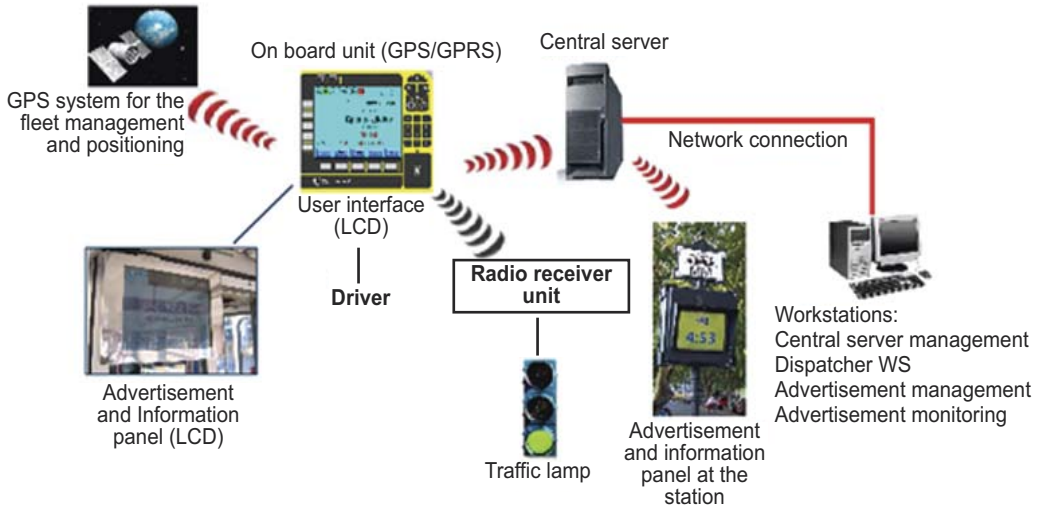 On board unit (GPS/GPRS)
Central server
GPS system for the
fleet management
and positioning
Network connection
User interface
(LCD)
Driver
Radio receiver
unit
4:53
Workstations:
Central server management
Dispatcher WS
Advertisement management
Advertisement monitoring
Advertisement
and Information
panel (LCD)
Traffic lamp
Advertisement
and information
panel at the
station